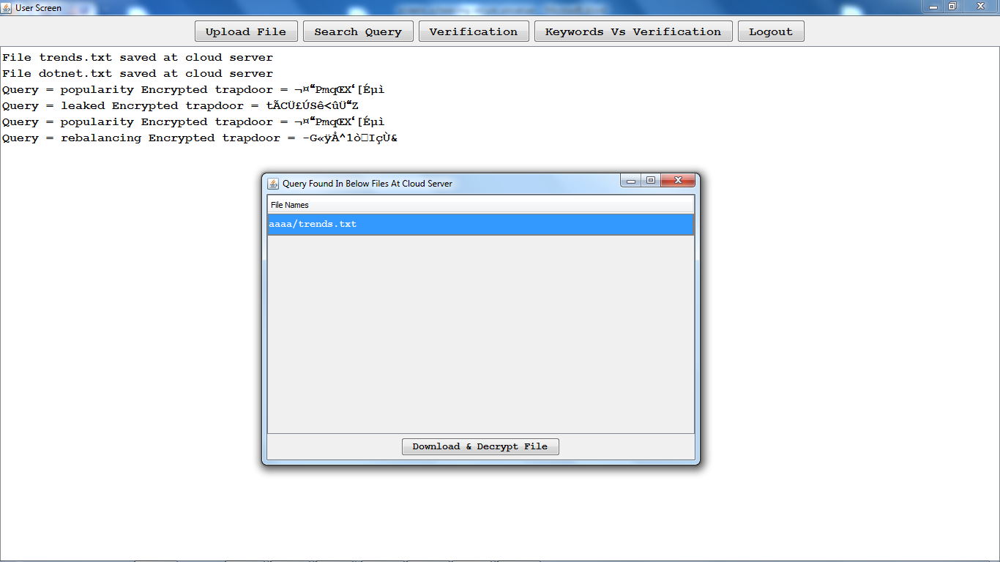 User Screen
Upload File Search Query Verification Keywords Vs Verification Logout
File trends.txt saved at cloud server
File dotnet.txt saved at cloud server
Query = popularity Encrypted trapdoor = ¬¤“PmqŒX‘[Éµì
Query = leaked Encrypted trapdoor = tÃCÜ£ÚSê<ûÜ“Z
Query = popularity Encrypted trapdoor = ¬¤“PmqŒX‘[Éµì
Query = rebalancing Encrypted trapdoor = -G«ÿÅ^1ò□IçÙ&
Query Found In Below Files At Cloud Server
File Names
aaaa/trends.txt
Download & Decrypt File